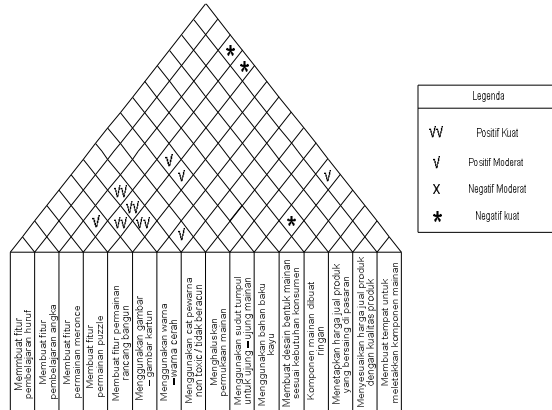 Legenda
√√ Positif Kuat
√ Positif Moderat
X Negatif Moderat
* Negatif kuat
*
*
√
√
√
√√
√√
√
√√
√√
√
*
Memmbuat fitur
pembelajaran huruf
Membuat fitur
pembelajaran angka
Membuat fitur
permainan meronce
Membuat fitur
permainan puzzle
Membuat fitur permainan
rancang bangun
Menggunakan gambar
– gambar kartun
Menggunakan warna
–warna cerah
Menggunakan cat pewarna
non toxic / tidak beracun
Menghaluskan
permukaan mainan
Menggunakan sudut tumpul
untuk ujung – ujung mainan
Menggunakan bahan baku
kayu
Membuat desain bentuk mainan
sesuai kebutuhan konsumen
Komponen mainan dibuat
ringan
Menetapkan harga jual produk
yang bersaing di pasaran
Menyesuaikan harga jual produk
dengan kualitas produk
Membuat tempat untuk
meletakkan komponen mainan